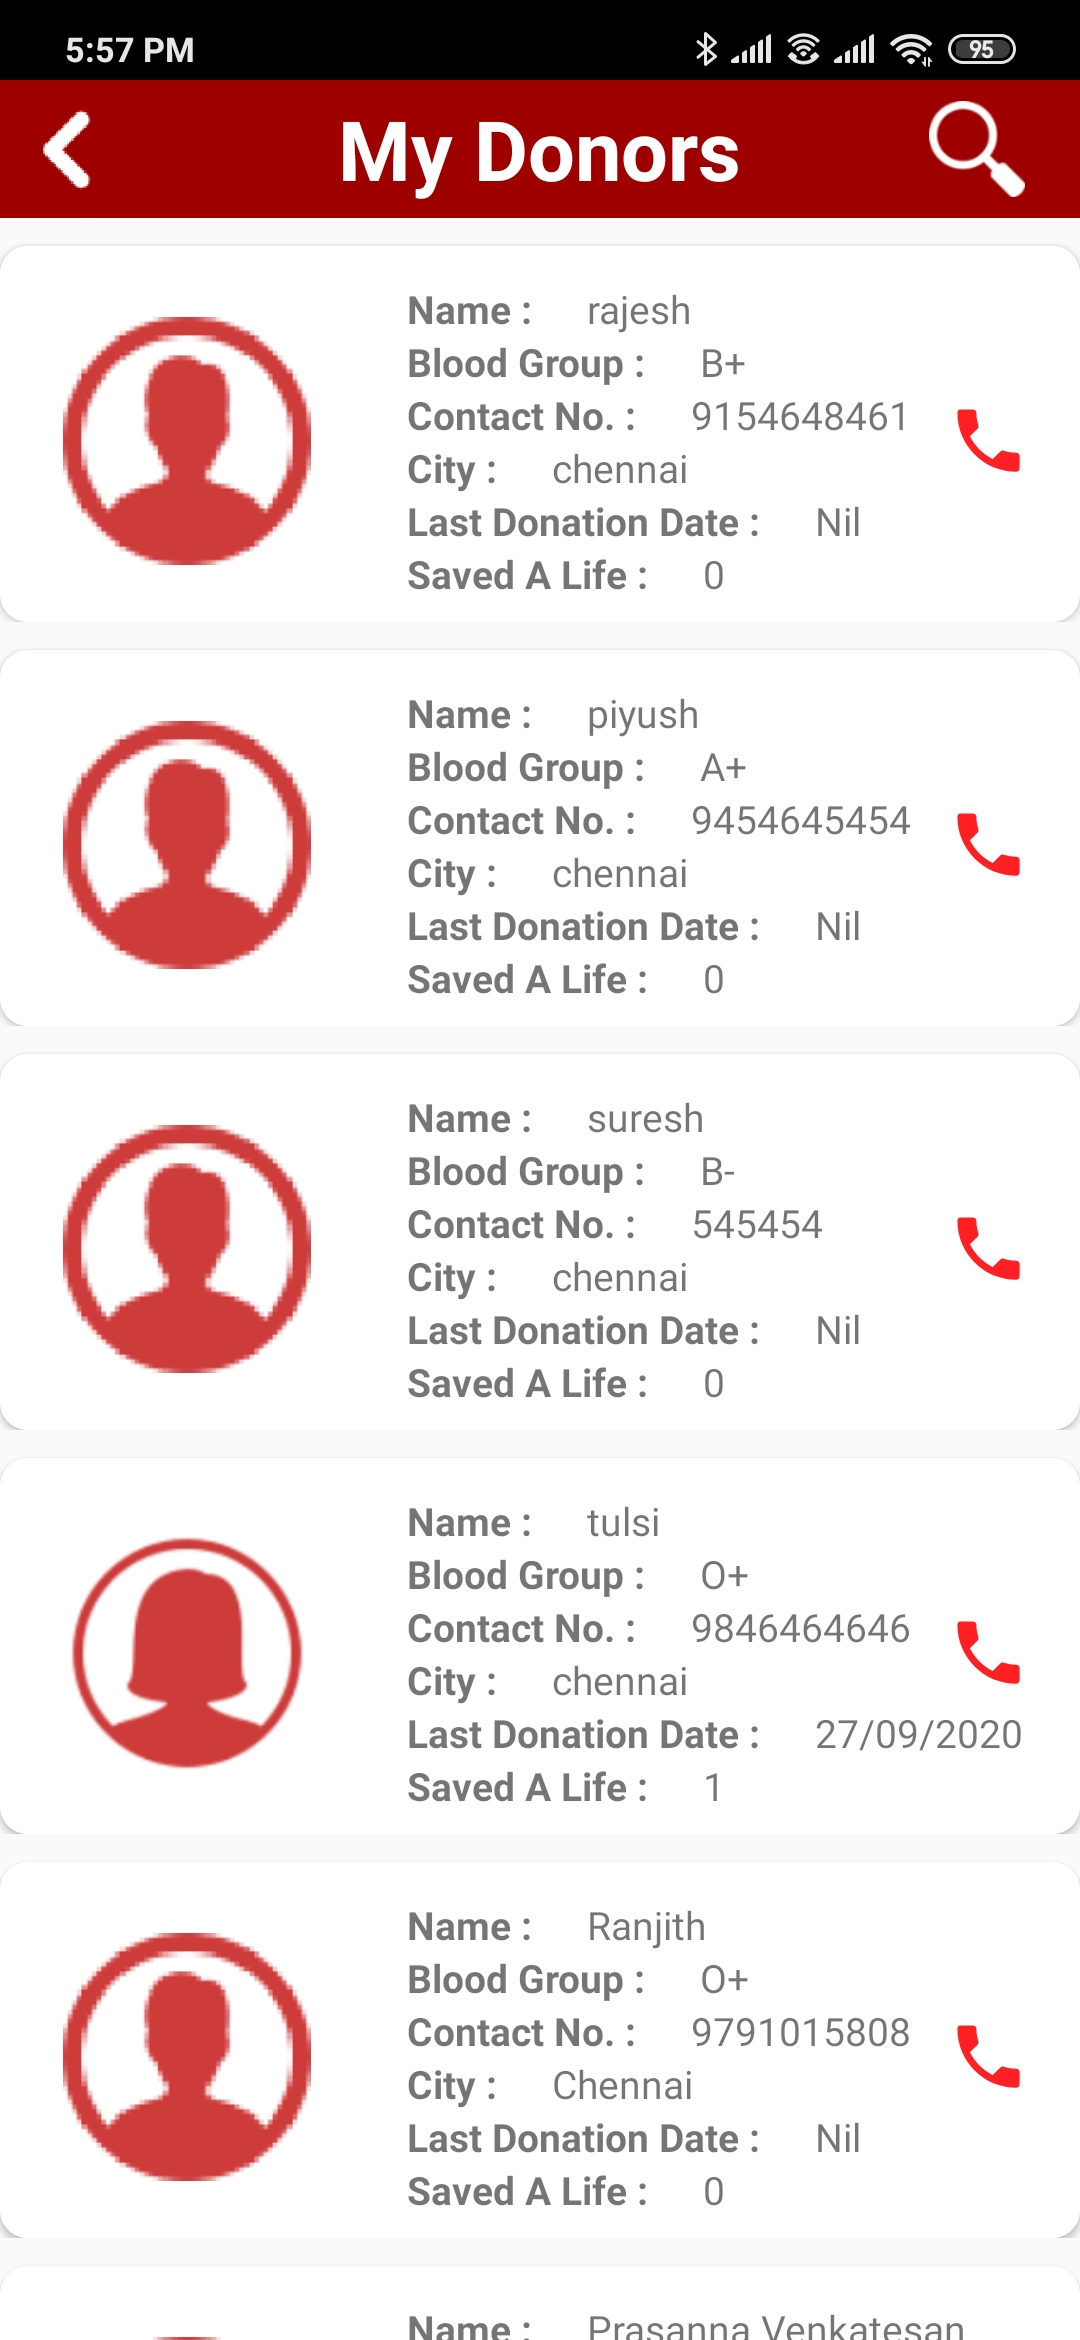 5:57 PM 95
My Donors
Name : rajesh
Blood Group : B+
Contact No. : 9154648461
City : chennai
Last Donation Date : Nil
Saved A Life : 0
Name : piyush
Blood Group : A+
Contact No. : 9454645454
City : chennai
Last Donation Date : Nil
Saved A Life : 0
Name : suresh
Blood Group : B-
Contact No. : 545454
City : chennai
Last Donation Date : Nil
Saved A Life : 0
Name : tulsi
Blood Group : O+
Contact No. : 9846464646
City : chennai
Last Donation Date : 27/09/2020
Saved A Life : 1
Name : Ranjith
Blood Group : O+
Contact No. : 9791015808
City : Chennai
Last Donation Date : Nil
Saved A Life : 0
Name : Prasanna Venkatesan